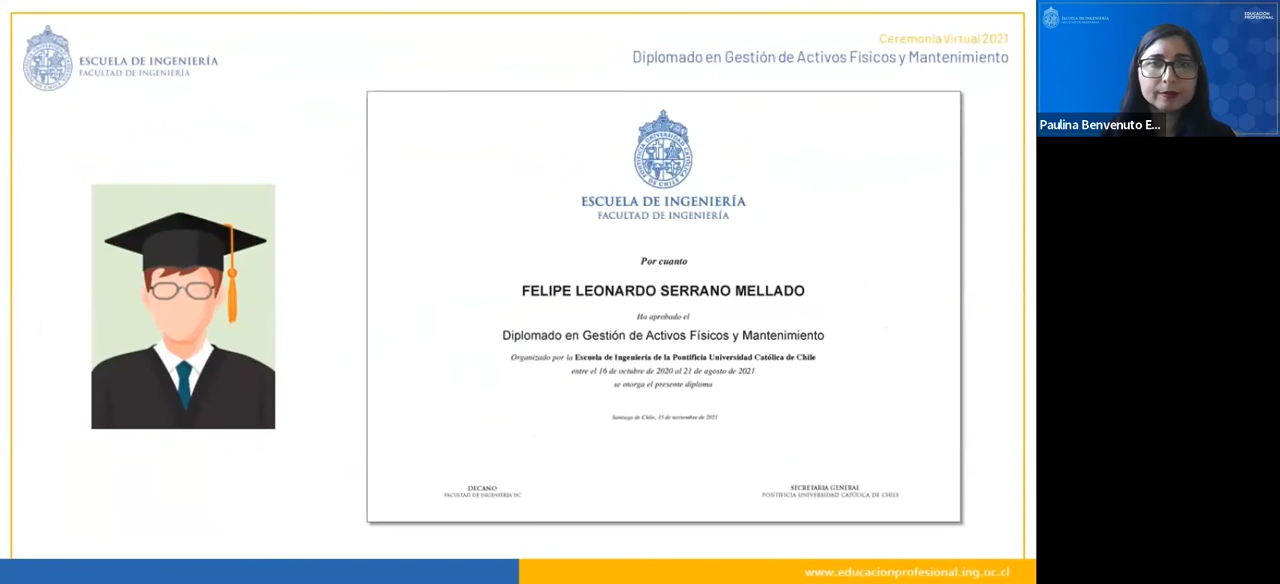 ESCUELA DE INGENIERÍA
FACULTAD DE INGENIERÍA
Ceremonia Virtual 2021
Diplomado en Gestión de Activos Físicos y Mantenimiento
ESCUELA DE INGENIERÍA
FACULTAD DE INGENIERÍA
Por cuanto
FELIPE LEONARDO SERRANO MELLADO
Ha aprobado el
Diplomado en Gestión de Activos Físicos y Mantenimiento
Organizado por la Escuela de Ingeniería de la Pontificia Universidad Católica de Chile
entre el 16 de octubre de 2020 al 21 de agosto de 2021
se otorga el presente diploma
Santiago de Chile, 15 de noviembre de 2021
DECANO
FACULTAD DE INGENIERÍA UC
SECRETARIA GENERAL
PONTIFICIA UNIVERSIDAD CATÓLICA DE CHILE
www.educacionprofesional.ing.uc.cl
EDUCACIÓN
PROFESIONAL
Paulina Benvenuto E...